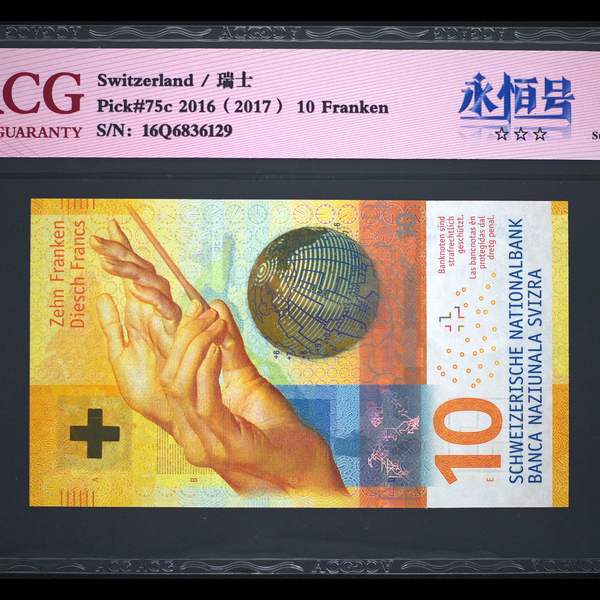 ACG
GUARANTY
Switzerland / 瑞士
Pick#75c 2016 (2017) 10 Franken
S/N: 16Q6836129
永恒号
☆☆☆
Zehn Franken
Diesch Francs
10
Banknoten sind
strafrechtlich
geschützt.
Las bancnotas èn
protegidas dal
dretg penal.
10
SCHWEIZERISCHE NATIONALBANK
BANCA NAZIUNALA SVIZRA
A
B
E